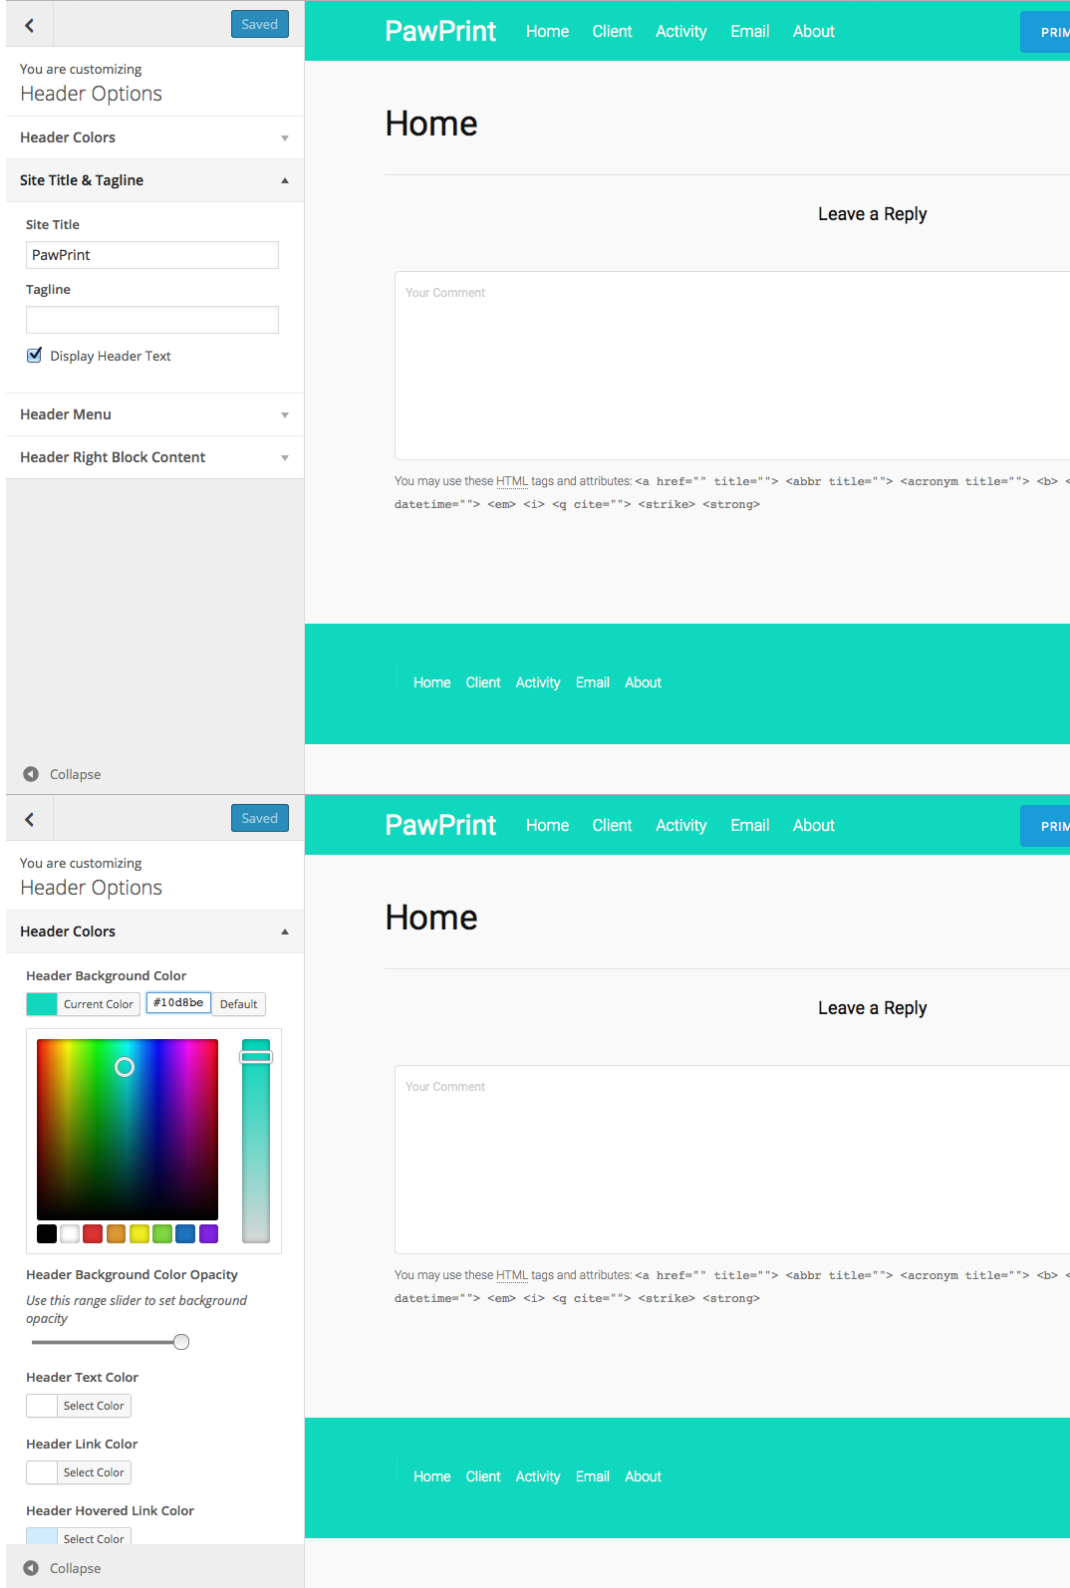 Saved
PawPrint Home Client Activity Email About
You are customizing
Header Options
Header Colors
Site Title & Tagline
Site Title
PawPrint
Tagline
Display Header Text
Header Menu
Header Right Block Content
Collapse
Home
Leave a Reply
Your Comment
You may use these HTML tags and attributes: <a href="" title=""> <abbr title=""> <acronym title=""> <b> <
datetime=""> <em> <i> <q cite=""> <strike> <strong>
Home Client Activity Email About
Saved
PawPrint Home Client Activity Email About
You are customizing
Header Options
Header Colors
Header Background Color
Current Color #10d8be Default
Header Background Color Opacity
Use this range slider to set background
opacity
Header Text Color
Select Color
Header Link Color
Select Color
Header Hovered Link Color
Select Color
Collapse
Home
Leave a Reply
Your Comment
You may use these HTML tags and attributes: <a href="" title=""> <abbr title=""> <acronym title=""> <b> <
datetime=""> <em> <i> <q cite=""> <strike> <strong>
Home Client Activity Email About